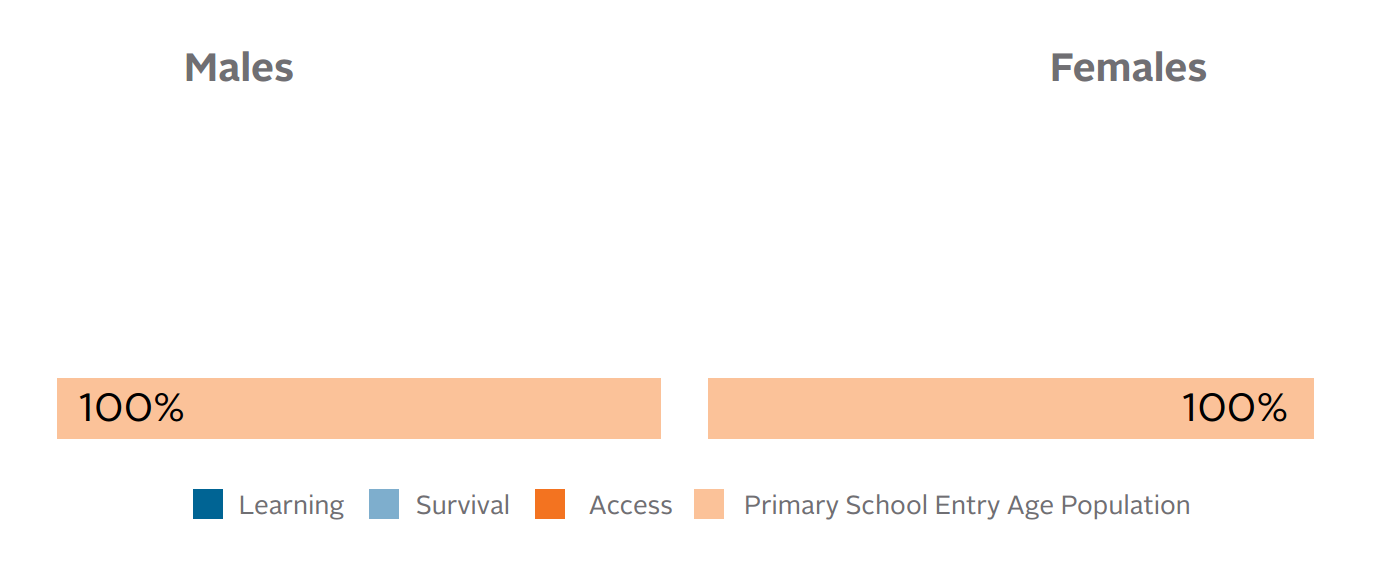 Males Females
100% 100%
Learning Survival Access Primary School Entry Age Population